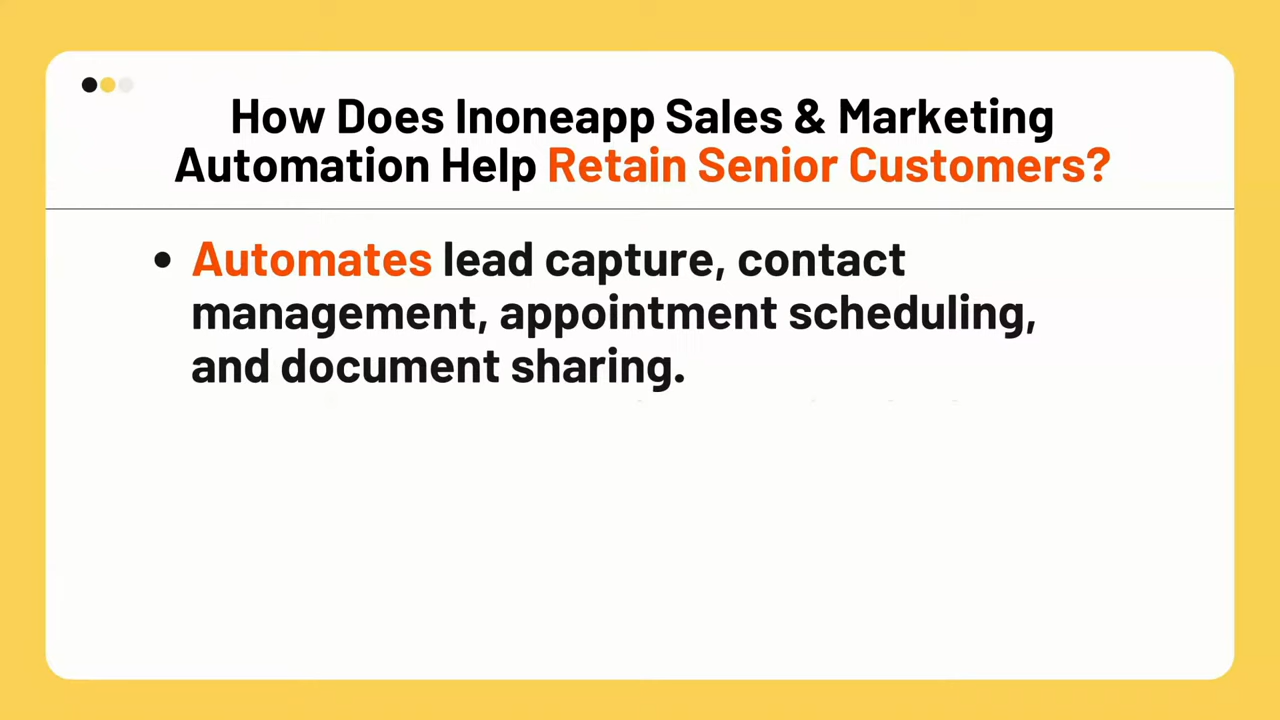 How Does Inoneapp Sales & Marketing
Automation Help Retain Senior Customers?
• Automates lead capture, contact
management, appointment scheduling,
and document sharing.